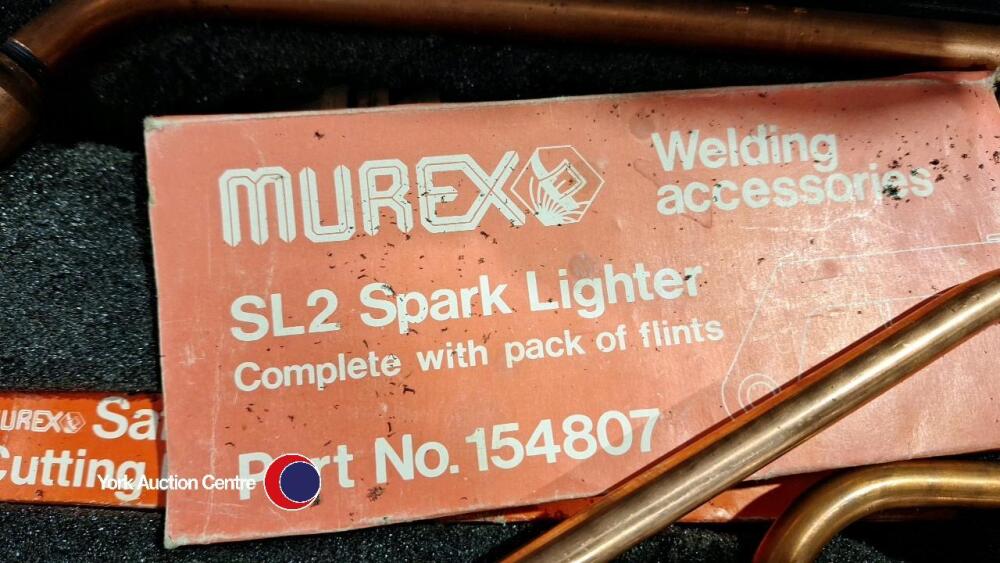 MUREX
Welding
accessories
SL2 Spark Lighter
Complete with pack of flints
Part No. 154807
MUREX
Cutting
York Auction Centre